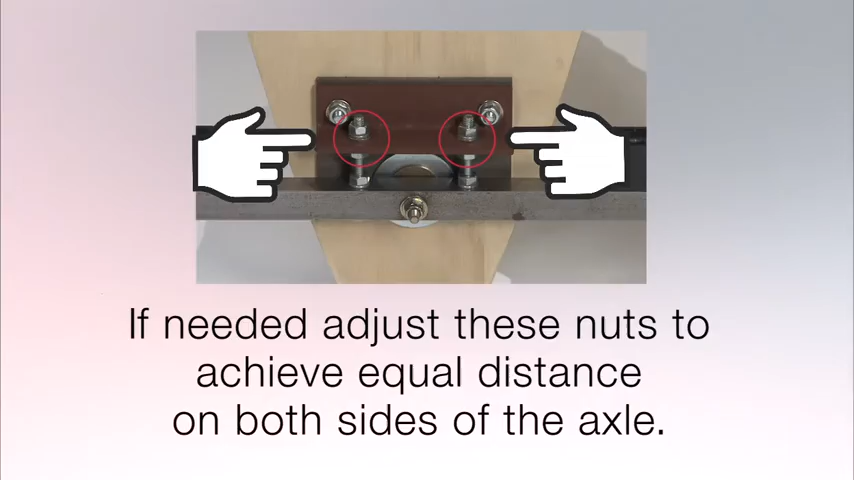 If needed adjust these nuts to
achieve equal distance
on both sides of the axle.